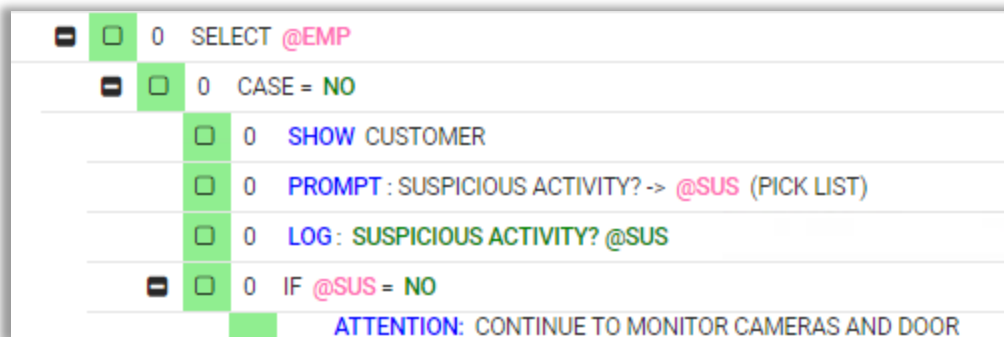 0 SELECT @EMP
0 CASE = NO
0 SHOW CUSTOMER
0 PROMPT : SUSPICIOUS ACTIVITY? -> @SUS (PICK LIST)
0 LOG : SUSPICIOUS ACTIVITY? @SUS
0 IF @SUS = NO
ATTENTION: CONTINUE TO MONITOR CAMERAS AND DOOR